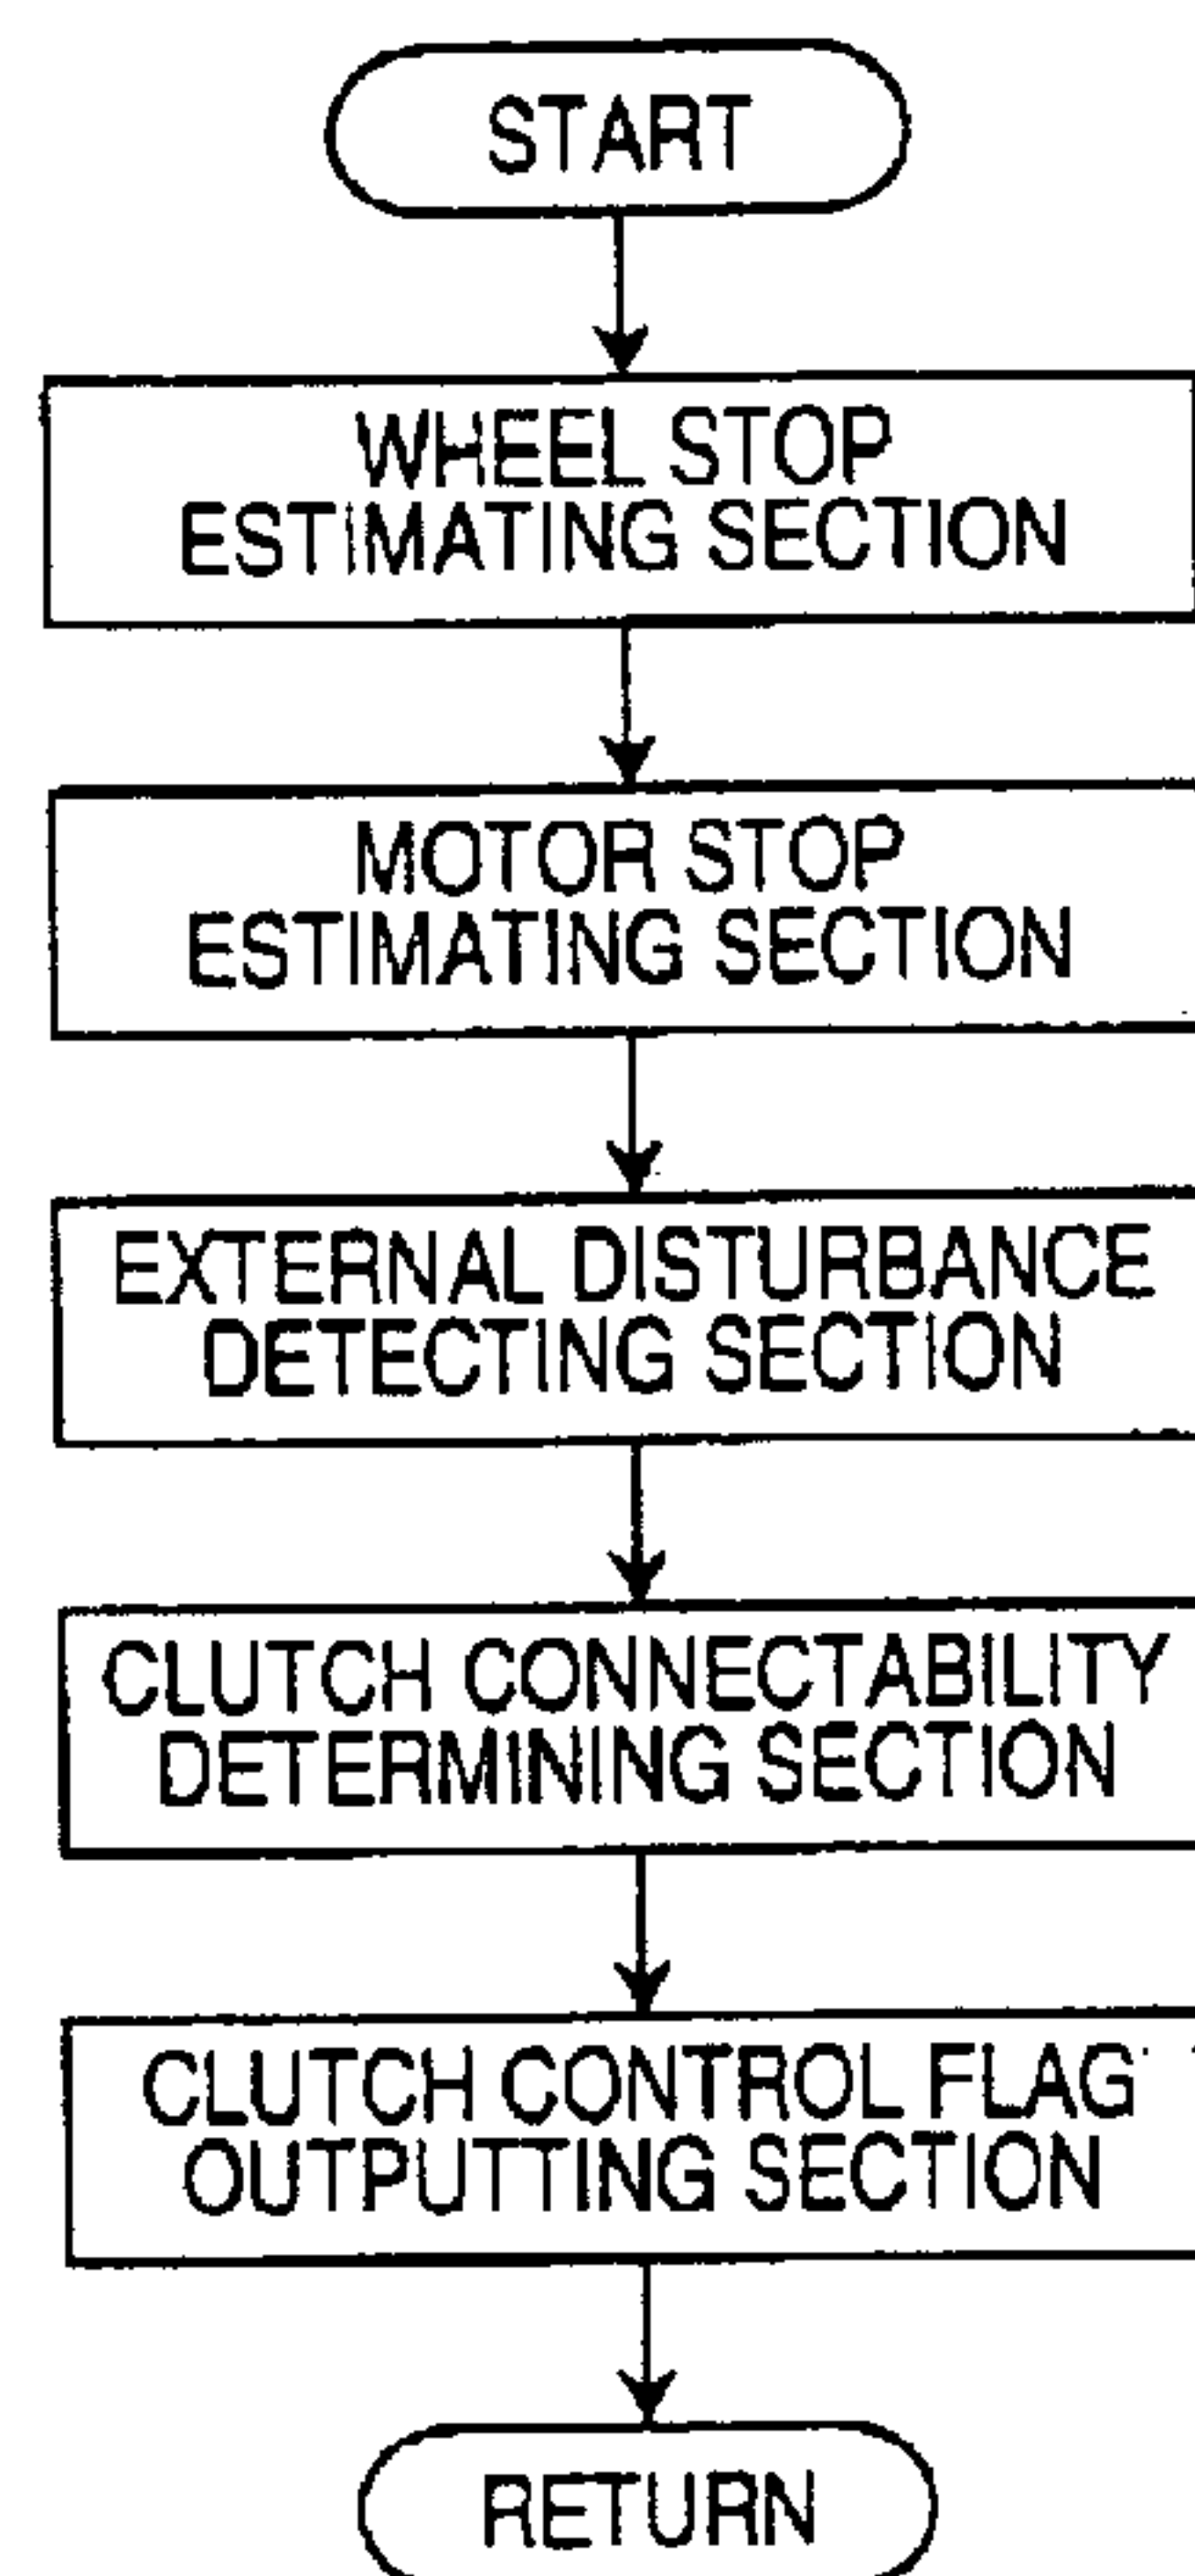 START
WHEEL STOP
ESTIMATING SECTION
MOTOR STOP
ESTIMATING SECTION
EXTERNAL DISTURBANCE
DETECTING SECTION
CLUTCH CONNECTABILITY
DETERMINING SECTION
CLUTCH CONTROL FLAG
OUTPUTTING SECTION
RETURN